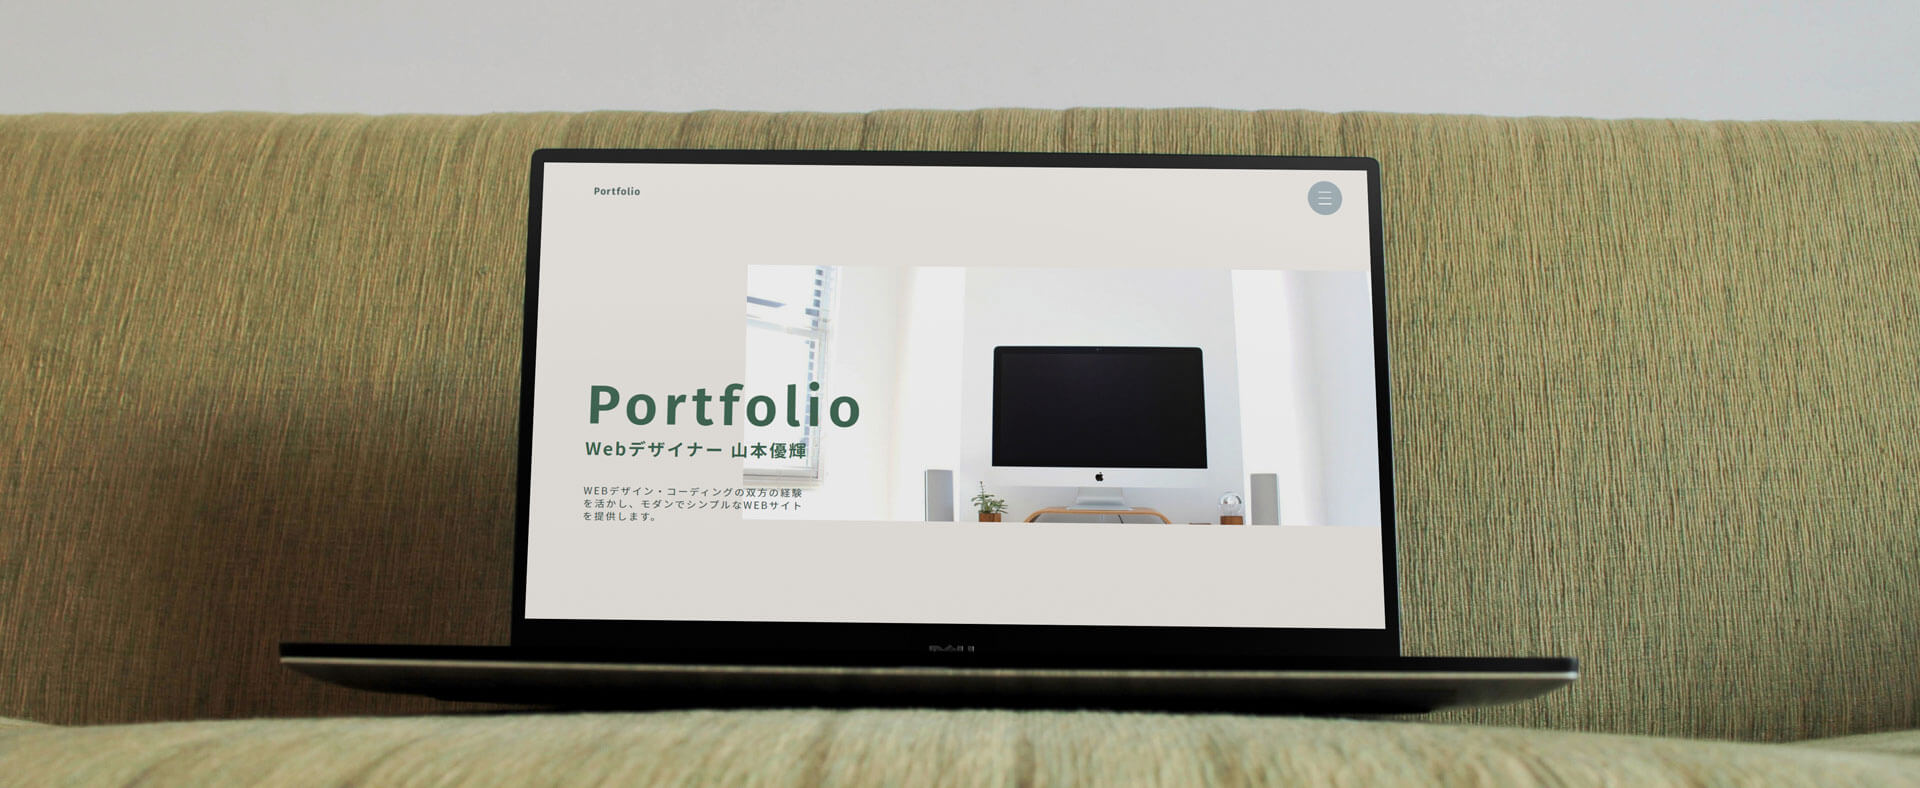 Portfolio
Portfolio
Webデザイナー 山本優輝
WEBデザイン・コーディングの双方の経験
を活かし、モダンでシンプルなWEBサイト
を提供します。
DELL